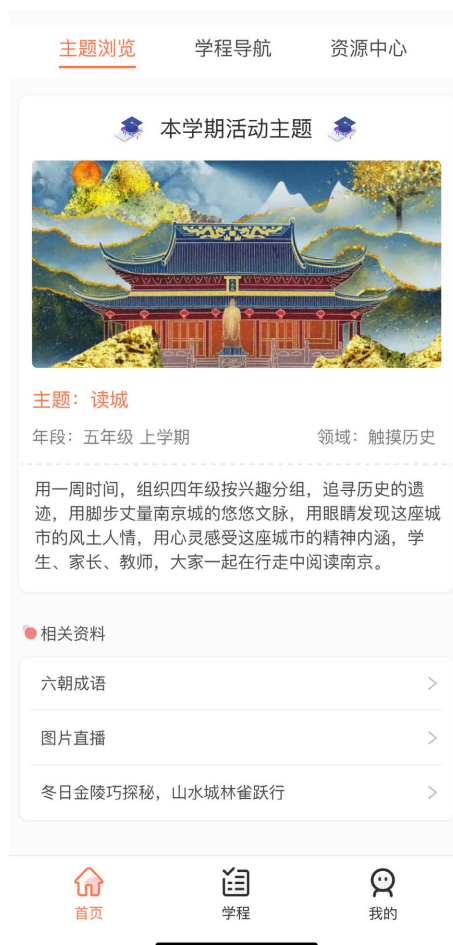 主题浏览 学程导航 资源中心
本学期活动主题
主题：读城
年段：五年级 上学期 领域：触摸历史
用一周时间，组织四年级按兴趣分组，追寻历史的遗
迹，用脚步丈量南京城的悠悠文脉，用眼睛发现这座城
市的风土人情，用心灵感受这座城市的精神内涵，学
生、家长、教师，大家一起在行走中阅读南京。
相关资料
六朝成语
图片直播
冬日金陵巧探秘，山水城林雀跃行
首页 学程 我的